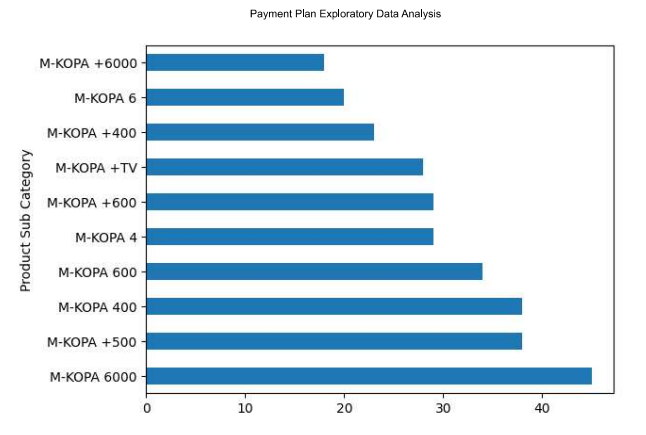 Payment Plan Exploratory Data Analysis
Product Sub Category
M-KOPA +6000
M-KOPA 6
M-KOPA +400
M-KOPA +TV
M-KOPA +600
M-KOPA 4
M-KOPA 600
M-KOPA 400
M-KOPA +500
M-KOPA 6000
0 10 20 30 40